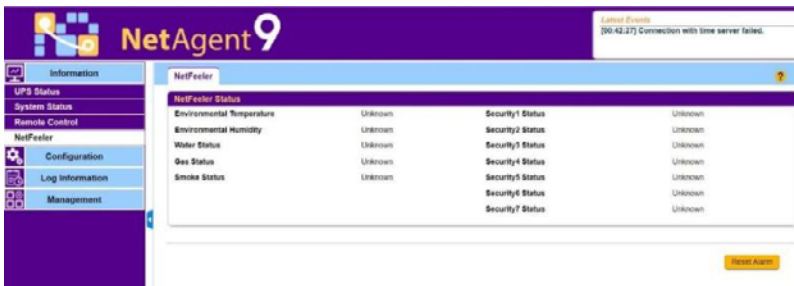 NetAgent 9
Latest Events
[00:42:27] Connection with time server failed.
Information
UPS Status
System Status
Remote Control
NetFeeler
Configuration
Log Information
Management
NetFeeler
?
NetFeeler Status
Environmental Temperature Unknown Security1 Status Unknown
Environmental Humidity Unknown Security2 Status Unknown
Water Status Unknown Security3 Status Unknown
Gas Status Unknown Security4 Status Unknown
Smoke Status Unknown Security5 Status Unknown
Security6 Status Unknown
Security7 Status Unknown
Reset Alarm